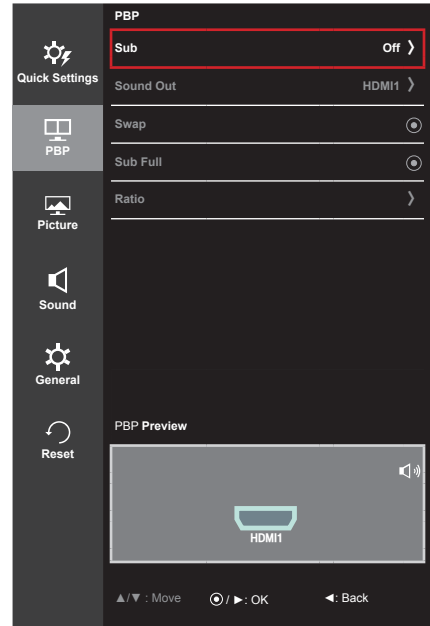 Quick Settings
PBP
Picture
Sound
General
Reset
PBP
Sub Off ❯
Sound Out HDMI1 ❯
Swap
Sub Full
Ratio ❯
PBP Preview
HDMI1
▲/▼ : Move ◉/ ►: OK ◄: Back